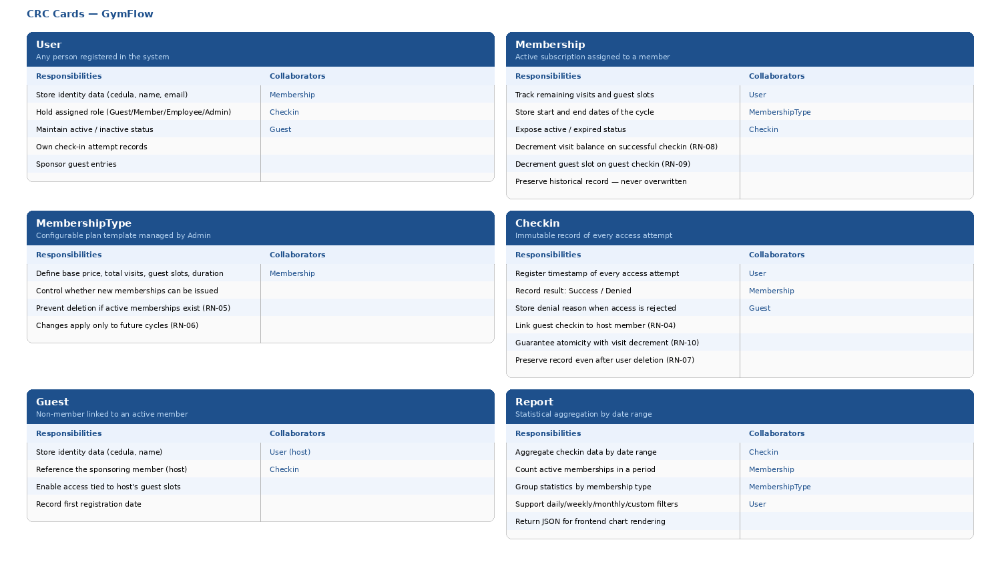 CRC Cards — GymFlow
User
Any person registered in the system
Responsibilities
Collaborators
Store identity data (cedula, name, email)
Membership
Hold assigned role (Guest/Member/Employee/Admin)
Checkin
Maintain active / inactive status
Guest
Own check-in attempt records
Sponsor guest entries
Membership
Active subscription assigned to a member
Responsibilities
Collaborators
Track remaining visits and guest slots
User
Store start and end dates of the cycle
MembershipType
Expose active / expired status
Checkin
Decrement visit balance on successful checkin (RN-08)
Decrement guest slot on guest checkin (RN-09)
Preserve historical record — never overwritten
MembershipType
Configurable plan template managed by Admin
Responsibilities
Collaborators
Define base price, total visits, guest slots, duration
Membership
Control whether new memberships can be issued
Prevent deletion if active memberships exist (RN-05)
Changes apply only to future cycles (RN-06)
Checkin
Immutable record of every access attempt
Responsibilities
Collaborators
Register timestamp of every access attempt
User
Record result: Success / Denied
Membership
Store denial reason when access is rejected
Guest
Link guest checkin to host member (RN-04)
Guarantee atomicity with visit decrement (RN-10)
Preserve record even after user deletion (RN-07)
Guest
Non-member linked to an active member
Responsibilities
Collaborators
Store identity data (cedula, name)
User (host)
Reference the sponsoring member (host)
Checkin
Enable access tied to host's guest slots
Record first registration date
Report
Statistical aggregation by date range
Responsibilities
Collaborators
Aggregate checkin data by date range
Checkin
Count active memberships in a period
Membership
Group statistics by membership type
MembershipType
Support daily/weekly/monthly/custom filters
User
Return JSON for frontend chart rendering